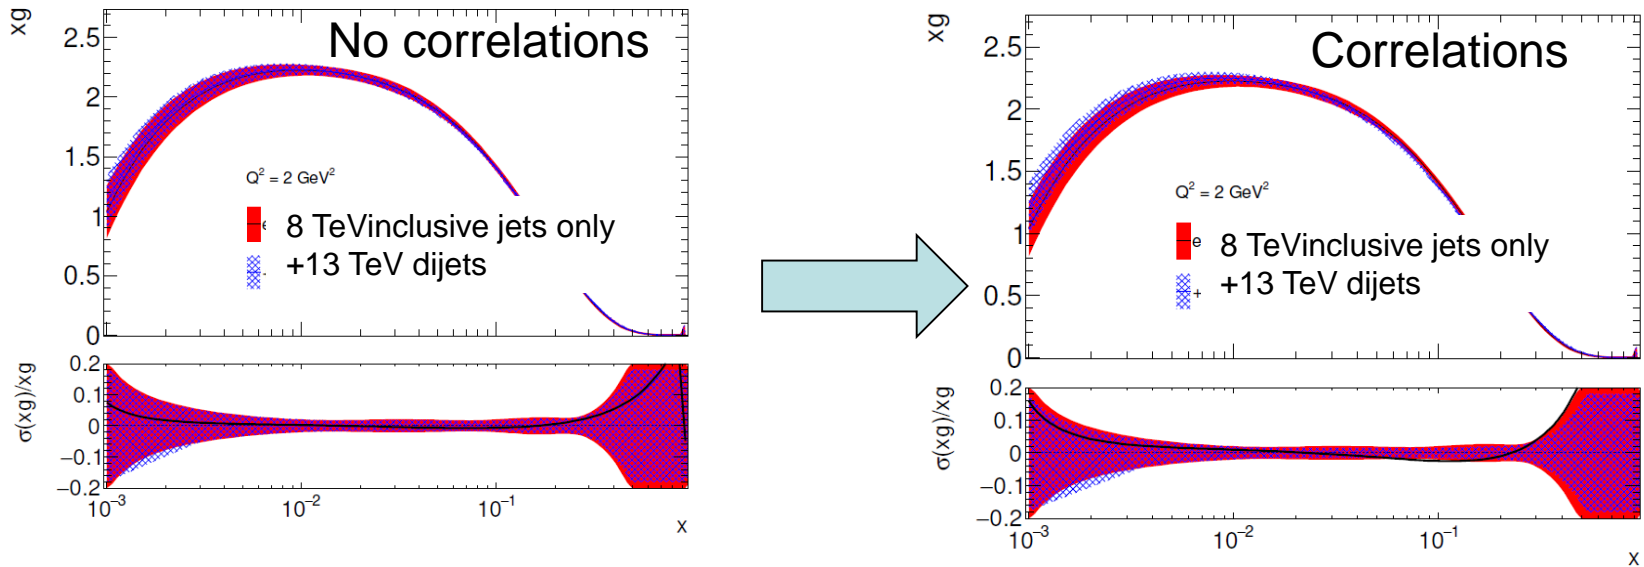 No correlations
xg
2.5
2
1.5
1
0.5
0
Q² = 2 GeV²
8 TeVinclusive jets only
+13 TeV dijets
σ(xg)/xg
0.2
0.1
0
−0.1
−0.2
10⁻³
10⁻²
10⁻¹
x
Correlations
xg
2.5
2
1.5
1
0.5
0
Q² = 2 GeV²
e 8 TeVinclusive jets only
+ +13 TeV dijets
σ(xg)/xg
0.2
0.1
0
−0.1
−0.2
10⁻³
10⁻²
10⁻¹
x